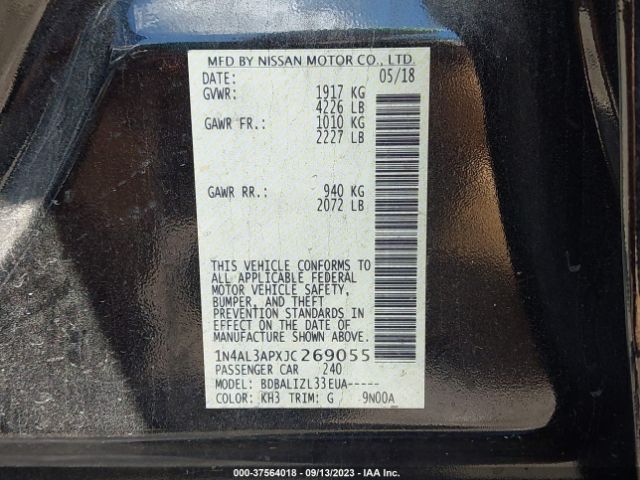 MFD BY NISSAN MOTOR CO., LTD.
DATE: 05/18
GVWR: 1917 KG
4226 LB
GAWR FR.: 1010 KG
2227 LB
GAWR RR.: 940 KG
2072 LB
THIS VEHICLE CONFORMS TO
ALL APPLICABLE FEDERAL
MOTOR VEHICLE SAFETY,
BUMPER, AND THEFT
PREVENTION STANDARDS IN
EFFECT ON THE DATE OF
MANUFACTURE SHOWN ABOVE.
1N4AL3APXJC269055
PASSENGER CAR 240
MODEL: BDBALIZL33EUA-----
COLOR: KH3 TRIM: G 9N00A
000-37564018 - 09/13/2023 - IAA Inc.